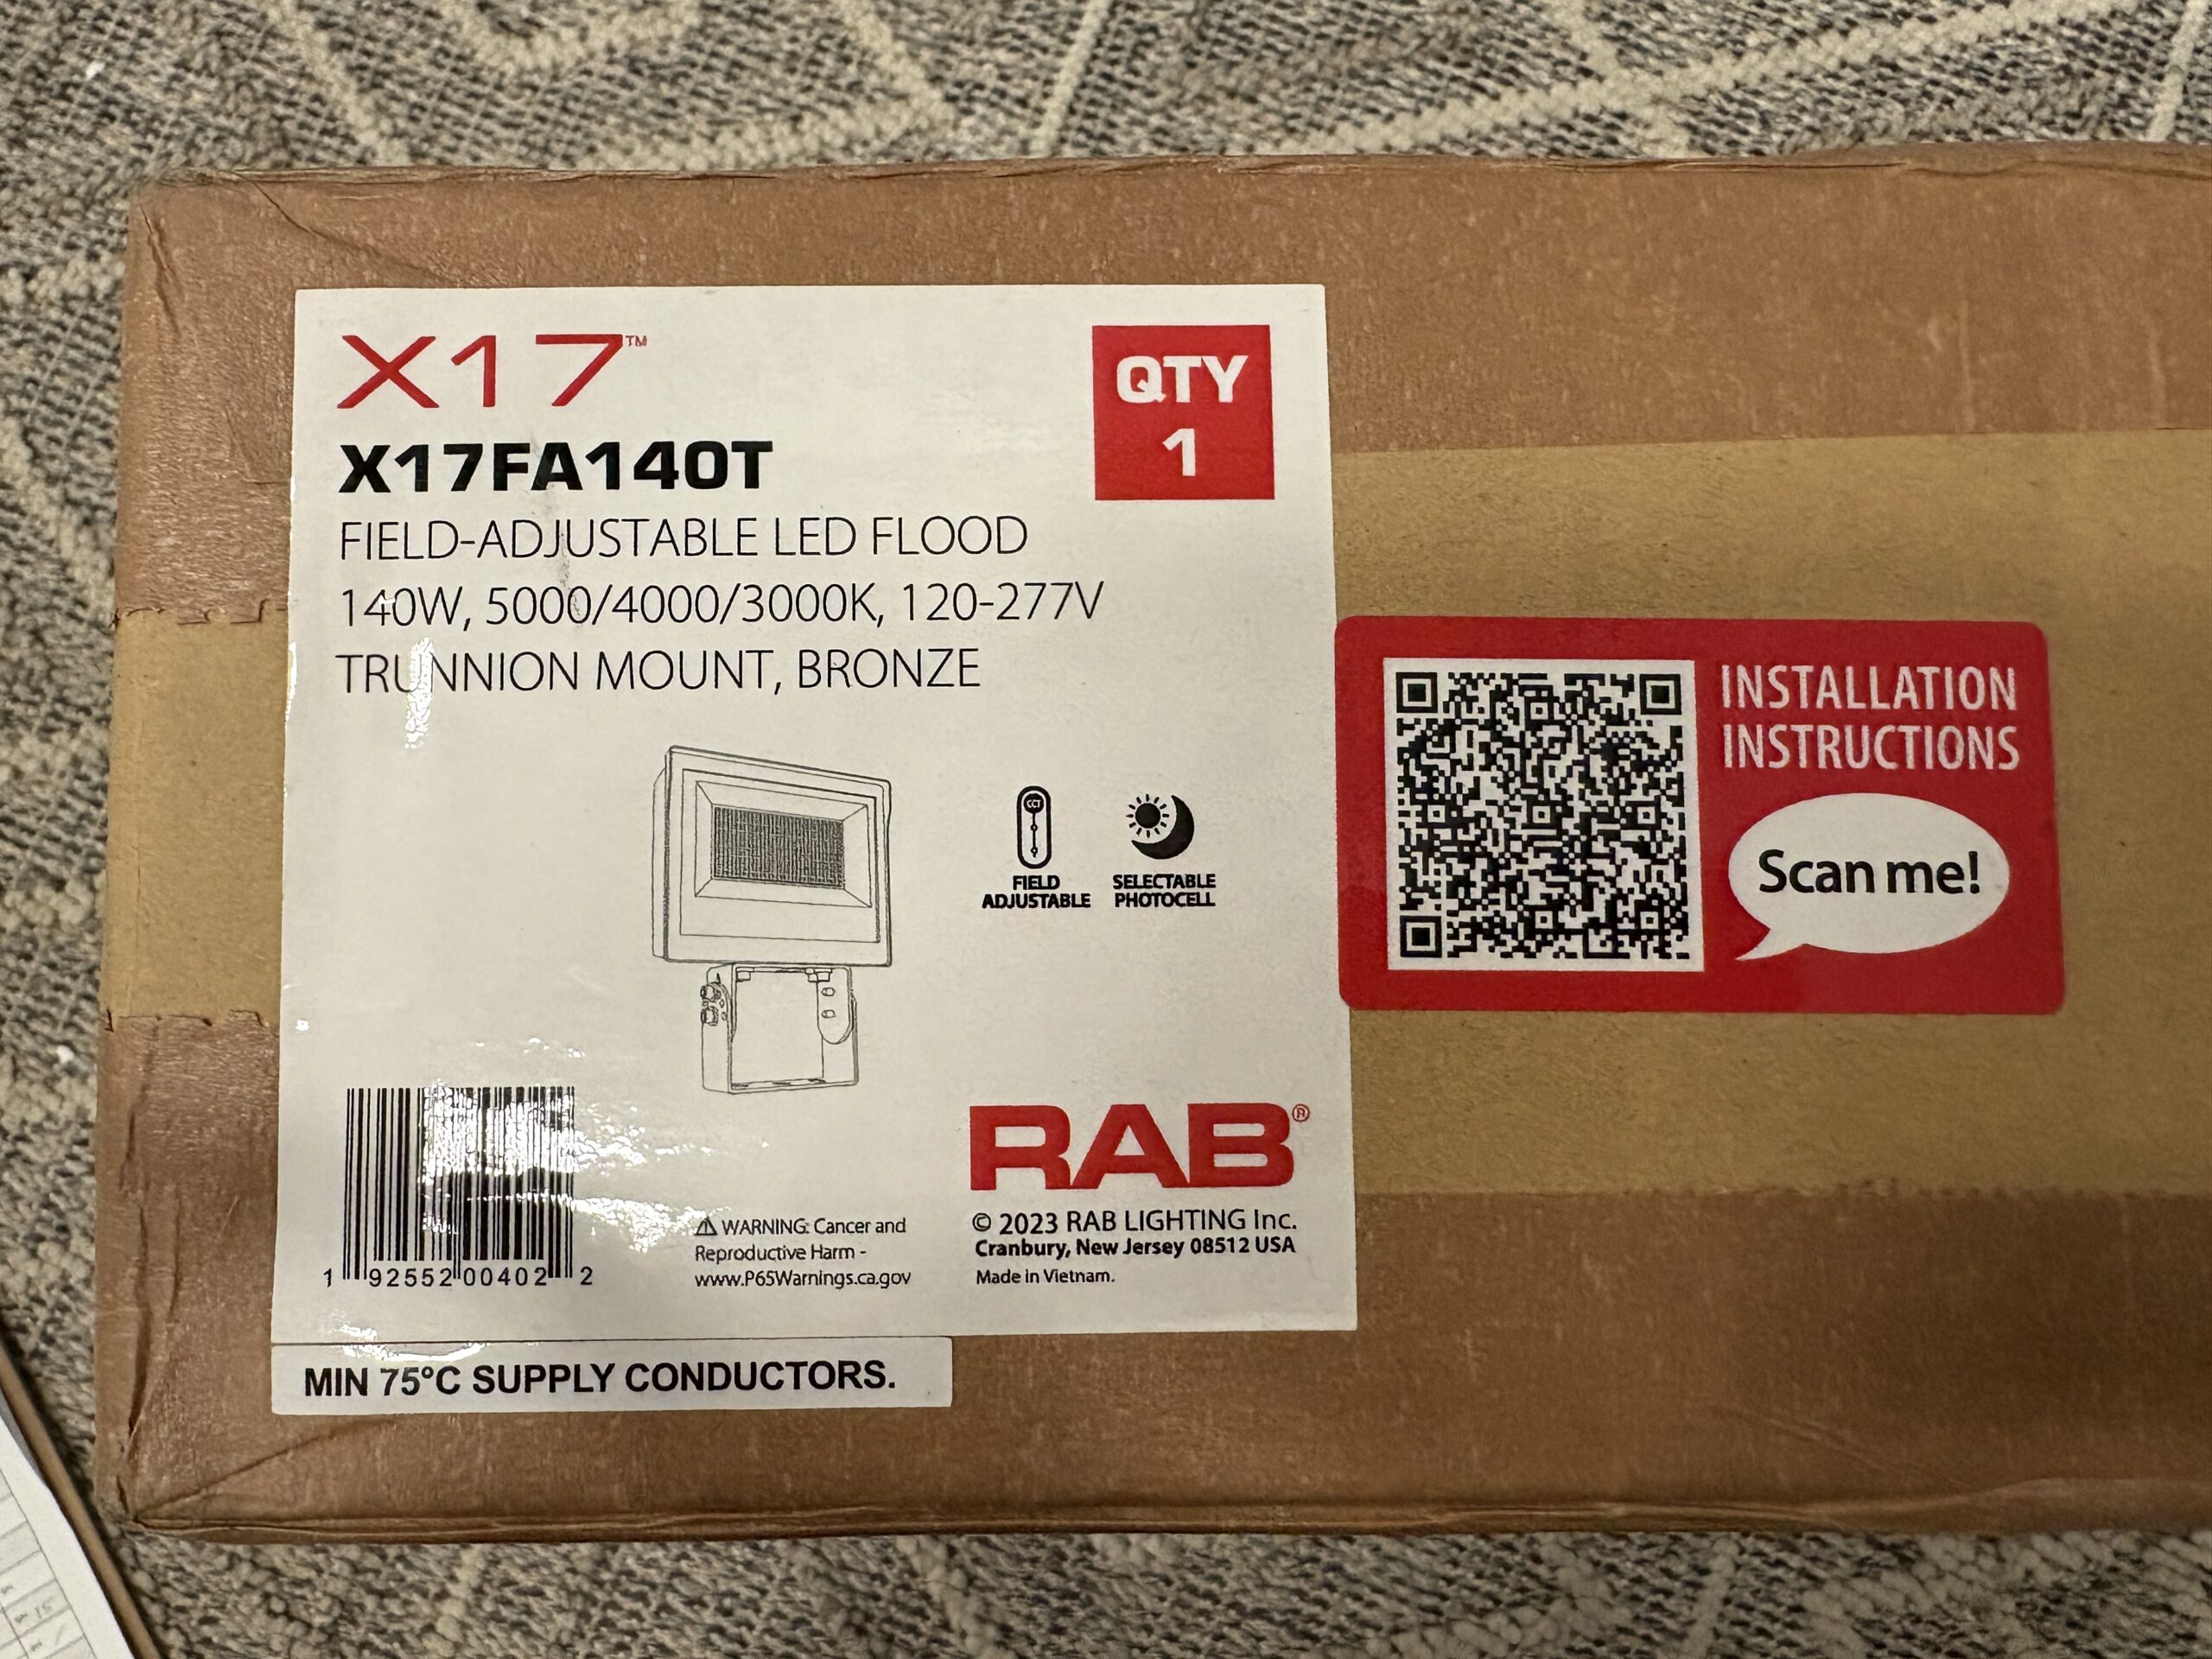 X17™
QTY
1
X17FA140T
FIELD-ADJUSTABLE LED FLOOD
140W, 5000/4000/3000K, 120-277V
TRUNNION MOUNT, BRONZE
CCT
FIELD
ADJUSTABLE
SELECTABLE
PHOTOCELL
INSTALLATION
INSTRUCTIONS
Scan me!
1 92552 00402 2
⚠ WARNING: Cancer and
Reproductive Harm -
www.P65Warnings.ca.gov
RAB®
© 2023 RAB LIGHTING Inc.
Cranbury, New Jersey 08512 USA
Made in Vietnam.
MIN 75°C SUPPLY CONDUCTORS.